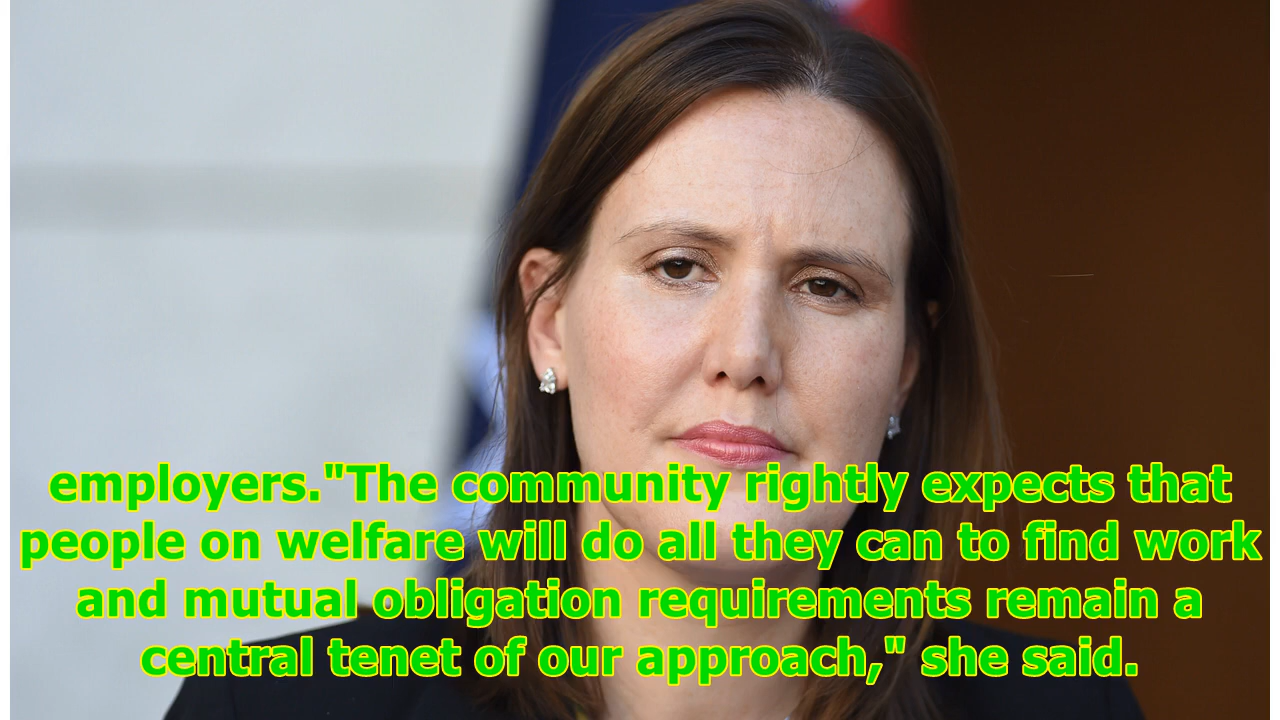 employers."The community rightly expects that
people on welfare will do all they can to find work
and mutual obligation requirements remain a
central tenet of our approach," she said.